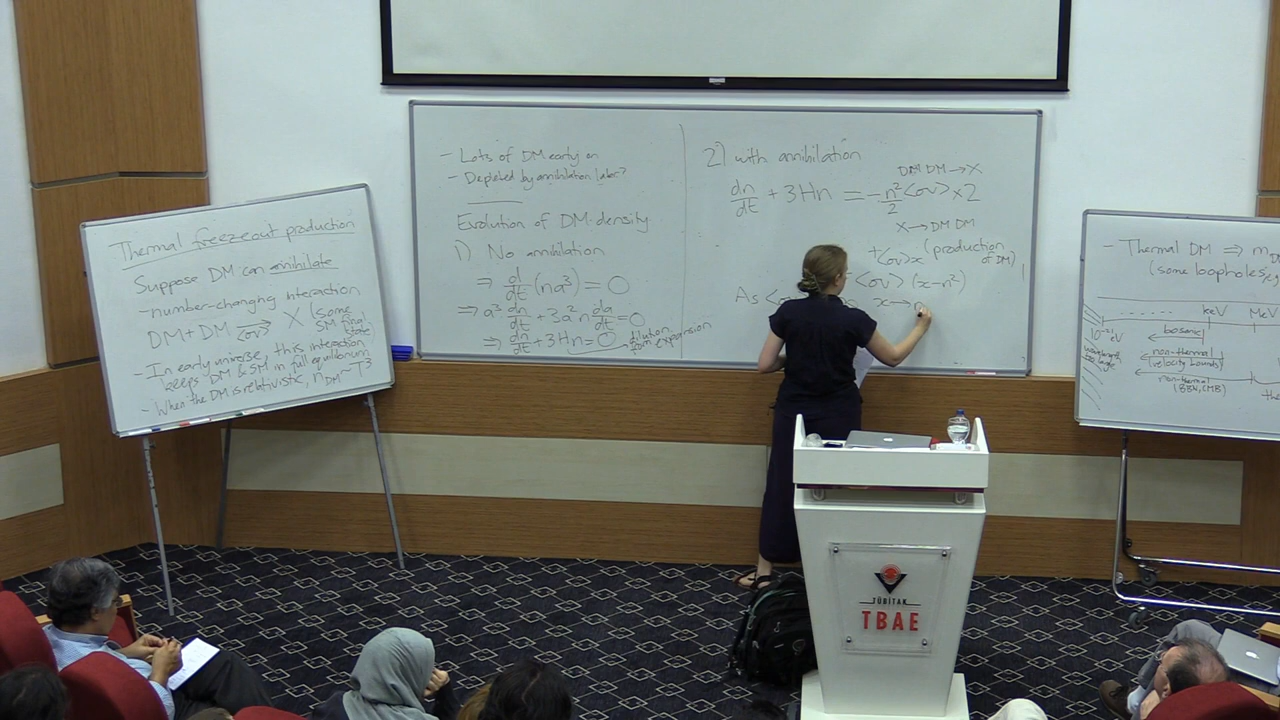 Thermal freezeout production
Suppose DM can annihilate
- number-changing interaction
DM + DM → X (some SM final state)
<σv>
- In early universe, this interaction
keeps DM & SM in full equilibrium
- When the DM is relativistic, n_DM ~ T³
- Lots of DM early on
- Depleted by annihilation later?
Evolution of DM density
1) No annihilation
⇒ d/dt (na³) = 0
⇒ a³ dn/dt + 3a²n da/dt = 0
⇒ dn/dt + 3Hn = 0
dilution from expansion
2) with annihilation
DM DM → X
dn/dt + 3Hn = -n²/2 <σv> × 2
X → DM DM
+<σv>x (production of DM)
<σv> (x-n²)
As <
x → n
- Thermal DM ⇒ m
(some loopholes,
keV
MeV
10⁻²¹ eV
bosonic
non-thermal
(velocity bounds)
non-thermal
(BBN, CMB)
TÜBİTAK
TBAE